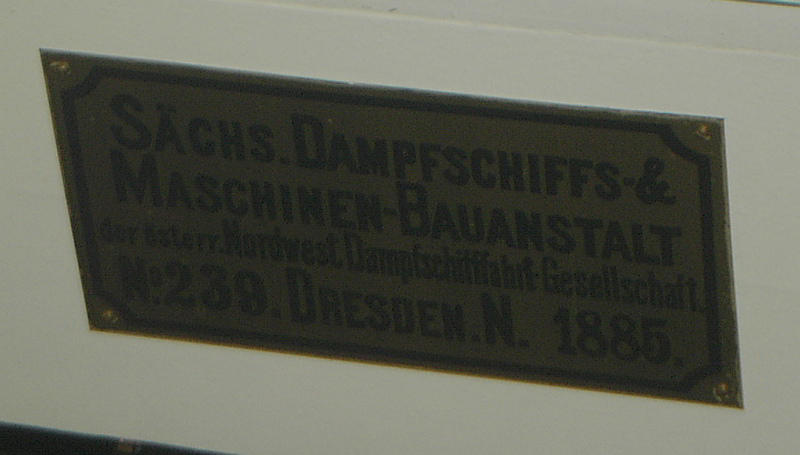 SÄCHS. DAMPFSCHIFFS-&
MASCHINEN-BAUANSTALT
der österr. Nordwest. Dampfschifffahrt-Gesellschaft.
No 239. DRESDEN. N. 1885.